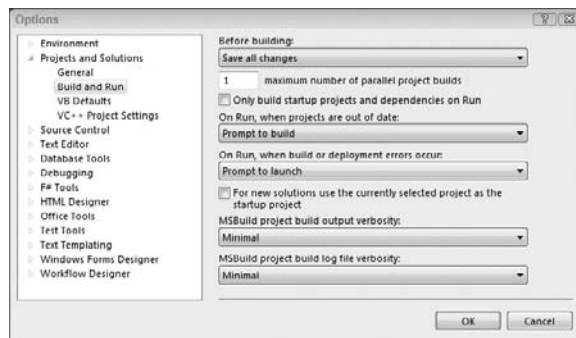 Options
Environment
Projects and Solutions
General
Build and Run
VB Defaults
VC++ Project Settings
Source Control
Text Editor
Database Tools
Debugging
F# Tools
HTML Designer
Office Tools
Test Tools
Text Templating
Windows Forms Designer
Workflow Designer
Before building:
Save all changes
1 maximum number of parallel project builds
Only build startup projects and dependencies on Run
On Run, when projects are out of date:
Prompt to build
On Run, when build or deployment errors occur:
Prompt to launch
For new solutions use the currently selected project as the
startup project
MSBuild project build output verbosity:
Minimal
MSBuild project build log file verbosity:
Minimal
OK Cancel